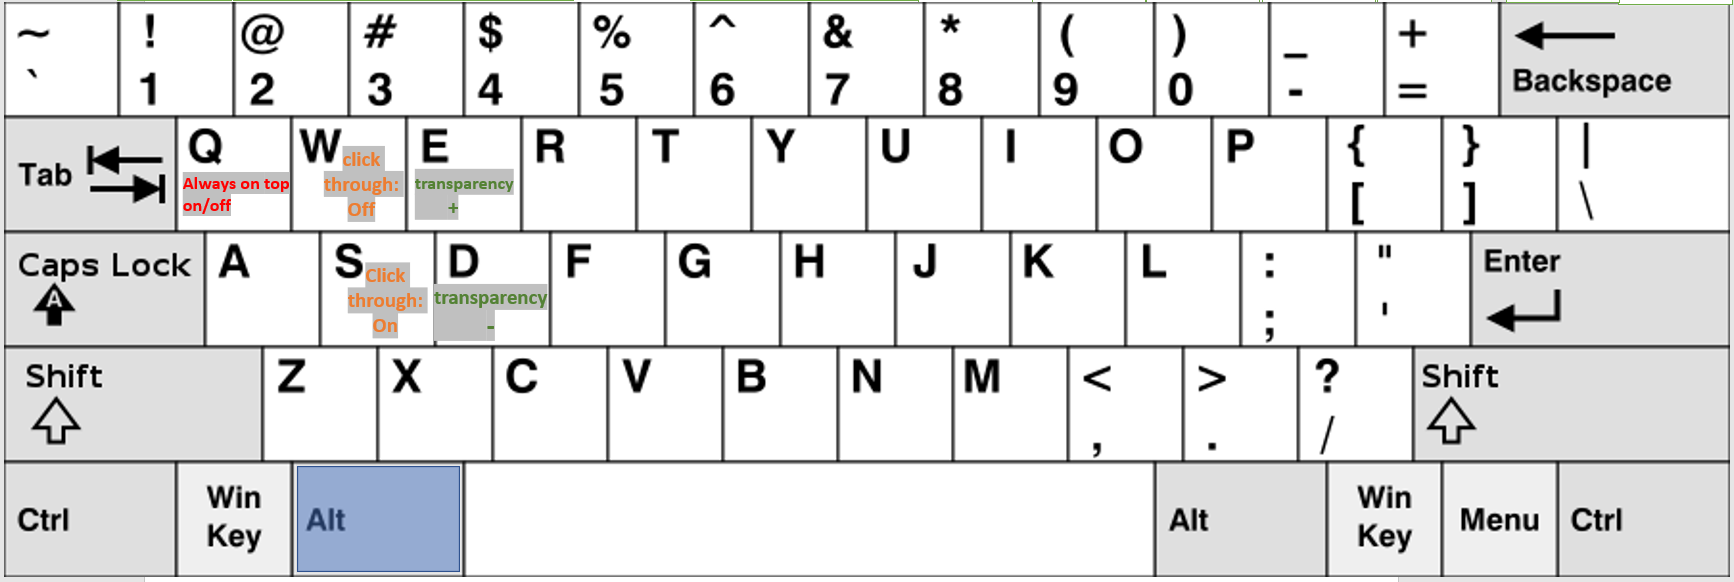 ~ ! @ # $ % ^ & * ( ) _ +
` 1 2 3 4 5 6 7 8 9 0 - = Backspace
Tab Q W E R T Y U I O P { } |
[ ] \
Always on top
on/off
click
through:
Off
transparency
+
Caps Lock A S D F G H J K L : " Enter
A ; '
Click
through:
On
transparency
-
Shift Z X C V B N M < > ? Shift
, . /
Ctrl Win Key Alt Alt Win Key Menu Ctrl